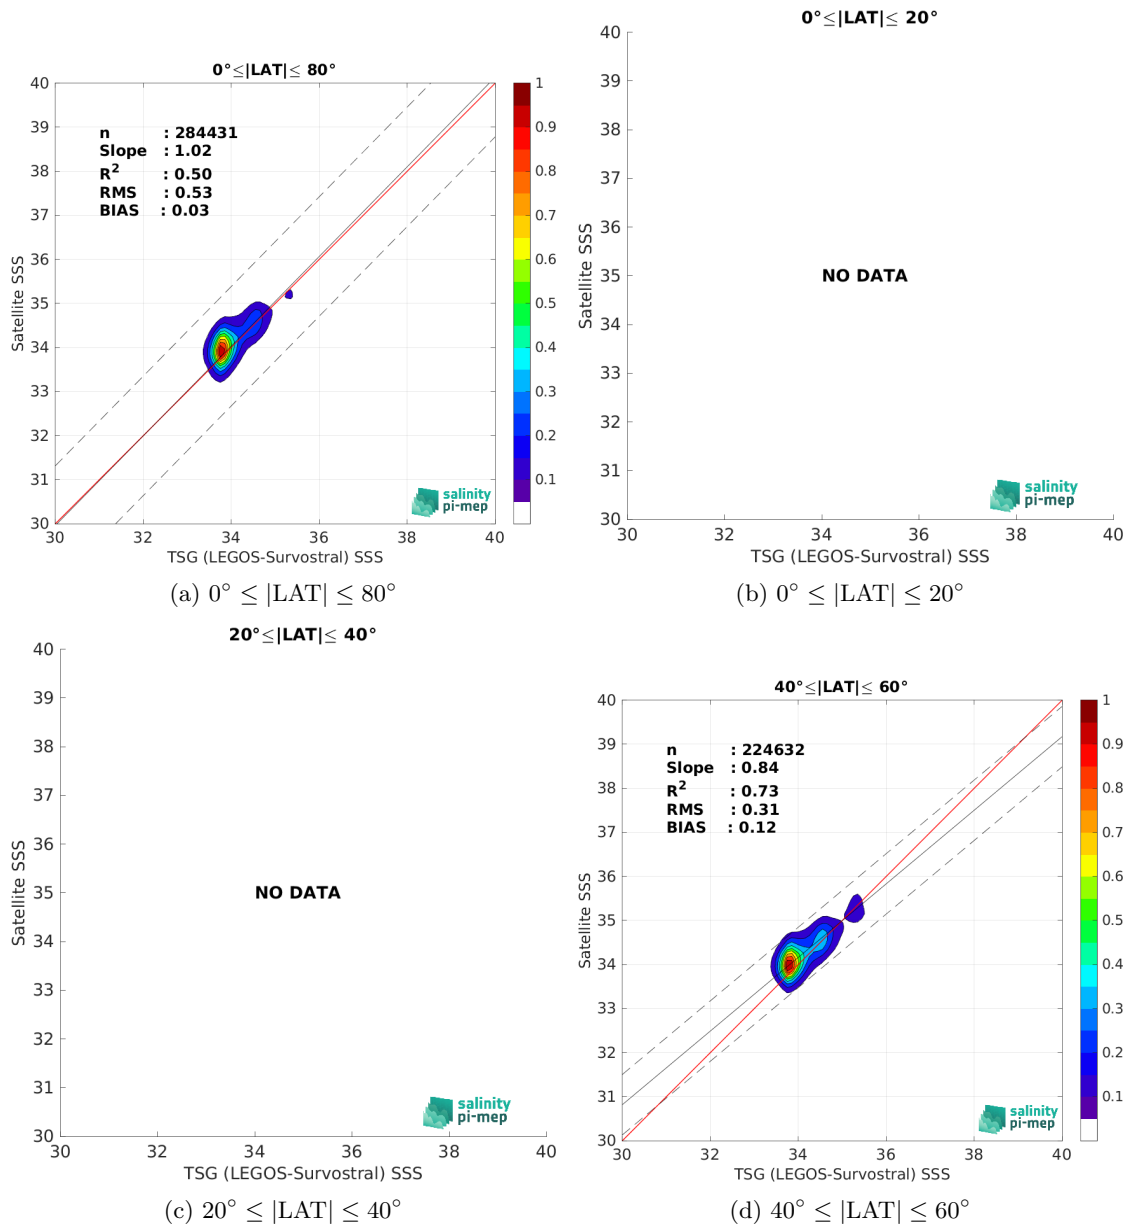 0°≤|LAT|≤ 80°
40
39
38
37
36
35
34
33
32
31
30
Satellite SSS
n : 284431
Slope : 1.02
R² : 0.50
RMS : 0.53
BIAS : 0.03
salinity
pi-mep
30 32 34 36 38 40
TSG (LEGOS-Survostral) SSS
1
0.9
0.8
0.7
0.6
0.5
0.4
0.3
0.2
0.1
(a) 0° ≤ |LAT| ≤ 80°
0°≤|LAT|≤ 20°
40
39
38
37
36
35
34
33
32
31
30
Satellite SSS
NO DATA
salinity
pi-mep
30 32 34 36 38 40
TSG (LEGOS-Survostral) SSS
(b) 0° ≤ |LAT| ≤ 20°
20°≤|LAT|≤ 40°
40
39
38
37
36
35
34
33
32
31
30
Satellite SSS
NO DATA
salinity
pi-mep
30 32 34 36 38 40
TSG (LEGOS-Survostral) SSS
(c) 20° ≤ |LAT| ≤ 40°
40°≤|LAT|≤ 60°
40
39
38
37
36
35
34
33
32
31
30
Satellite SSS
n : 224632
Slope : 0.84
R² : 0.73
RMS : 0.31
BIAS : 0.12
salinity
pi-mep
30 32 34 36 38 40
TSG (LEGOS-Survostral) SSS
1
0.9
0.8
0.7
0.6
0.5
0.4
0.3
0.2
0.1
(d) 40° ≤ |LAT| ≤ 60°